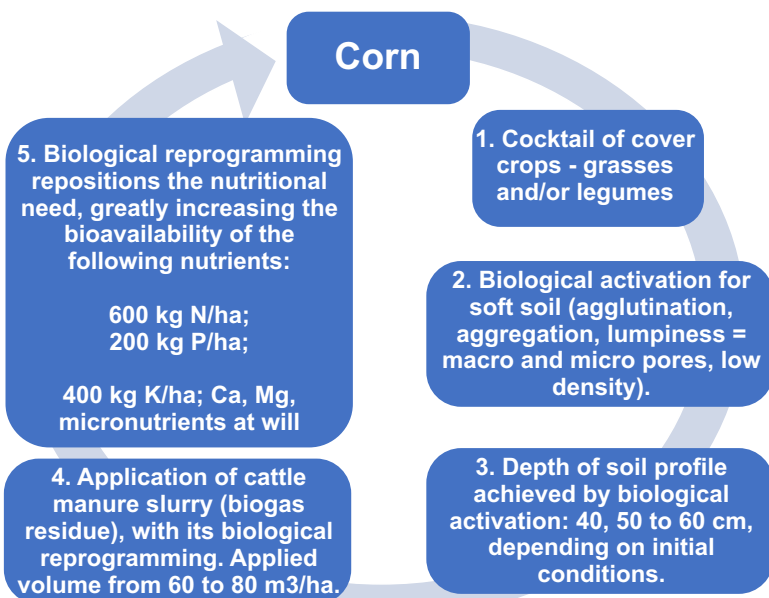 Corn
1. Cocktail of cover
crops - grasses
and/or legumes
2. Biological activation for
soft soil (agglutination,
aggregation, lumpiness =
macro and micro pores, low
density).
3. Depth of soil profile
achieved by biological
activation: 40, 50 to 60 cm,
depending on initial
conditions.
4. Application of cattle
manure slurry (biogas
residue), with its biological
reprogramming. Applied
volume from 60 to 80 m3/ha.
5. Biological reprogramming
repositions the nutritional
need, greatly increasing the
bioavailability of the
following nutrients:
600 kg N/ha;
200 kg P/ha;
400 kg K/ha; Ca, Mg,
micronutrients at will